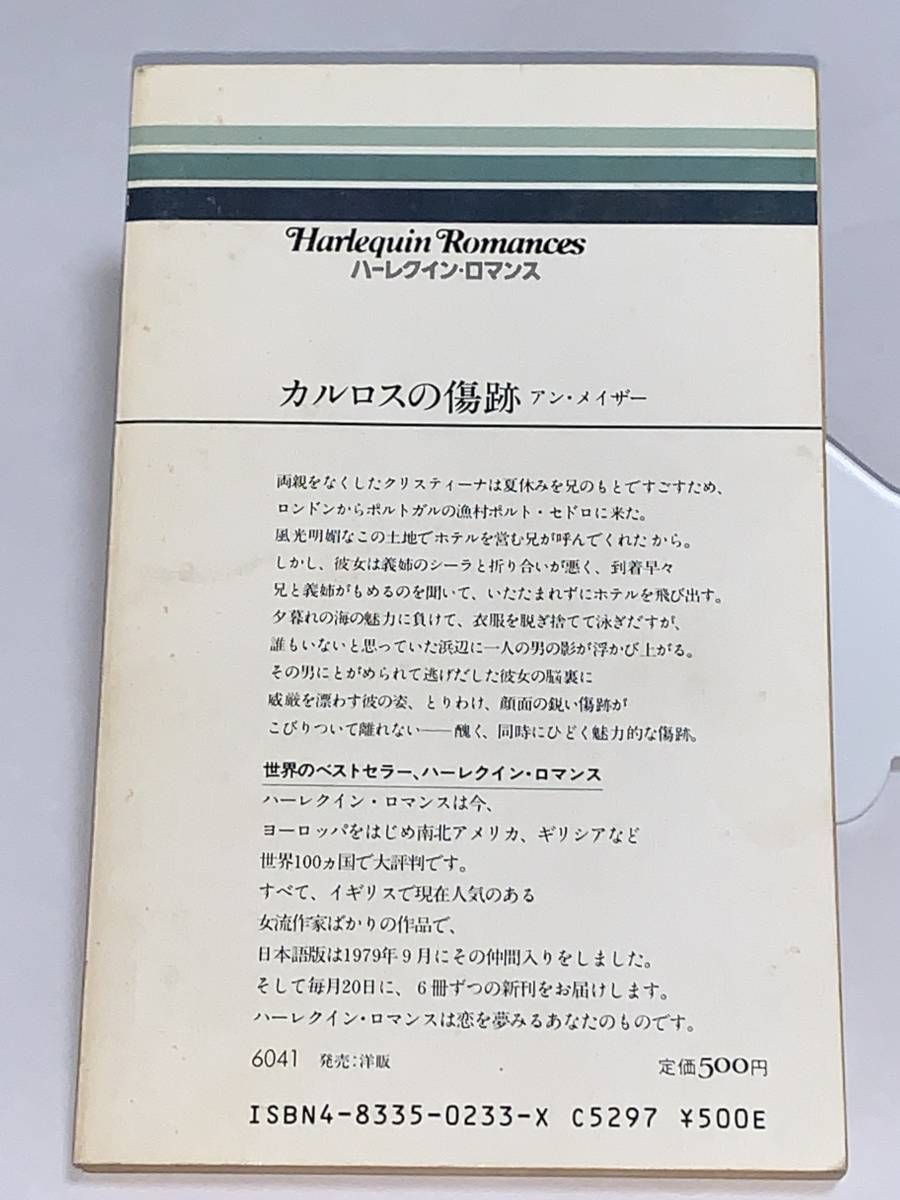 Harlequin Romances
ハーレクイン・ロマンス
カルロスの傷跡 アン・メイザー
両親をなくしたクリスティーナは夏休みを兄のもとですごすため、
ロンドンからポルトガルの漁村ポルト・セドロに来た。
風光明媚なこの土地でホテルを営む兄が呼んでくれたから。
しかし、彼女は義姉のシーラと折り合いが悪く、到着早々
兄と義姉がもめるのを聞いて、いたたまれずにホテルを飛び出す。
夕暮れの海の魅力に負けて、衣服を脱ぎ捨てて泳ぎだすが、
誰もいないと思っていた浜辺に一人の男の影が浮かび上がる。
その男にとがめられて逃げだした彼女の脳裏に
威厳を漂わす彼の姿、とりわけ、顔面の鋭い傷跡が
こびりついて離れない――醜く、同時にひどく魅力的な傷跡。
世界のベストセラー、ハーレクイン・ロマンス
ハーレクイン・ロマンスは今、
ヨーロッパをはじめ南北アメリカ、ギリシアなど
世界100ヵ国で大評判です。
すべて、イギリスで現在人気のある
女流作家ばかりの作品で、
日本語版は1979年9月にその仲間入りをしました。
そして毎月20日に、6冊ずつの新刊をお届けします。
ハーレクイン・ロマンスは恋を夢みるあなたのものです。
6041 発売:洋販 定価500円
ISBN4-8335-0233-X C5297 ¥500E